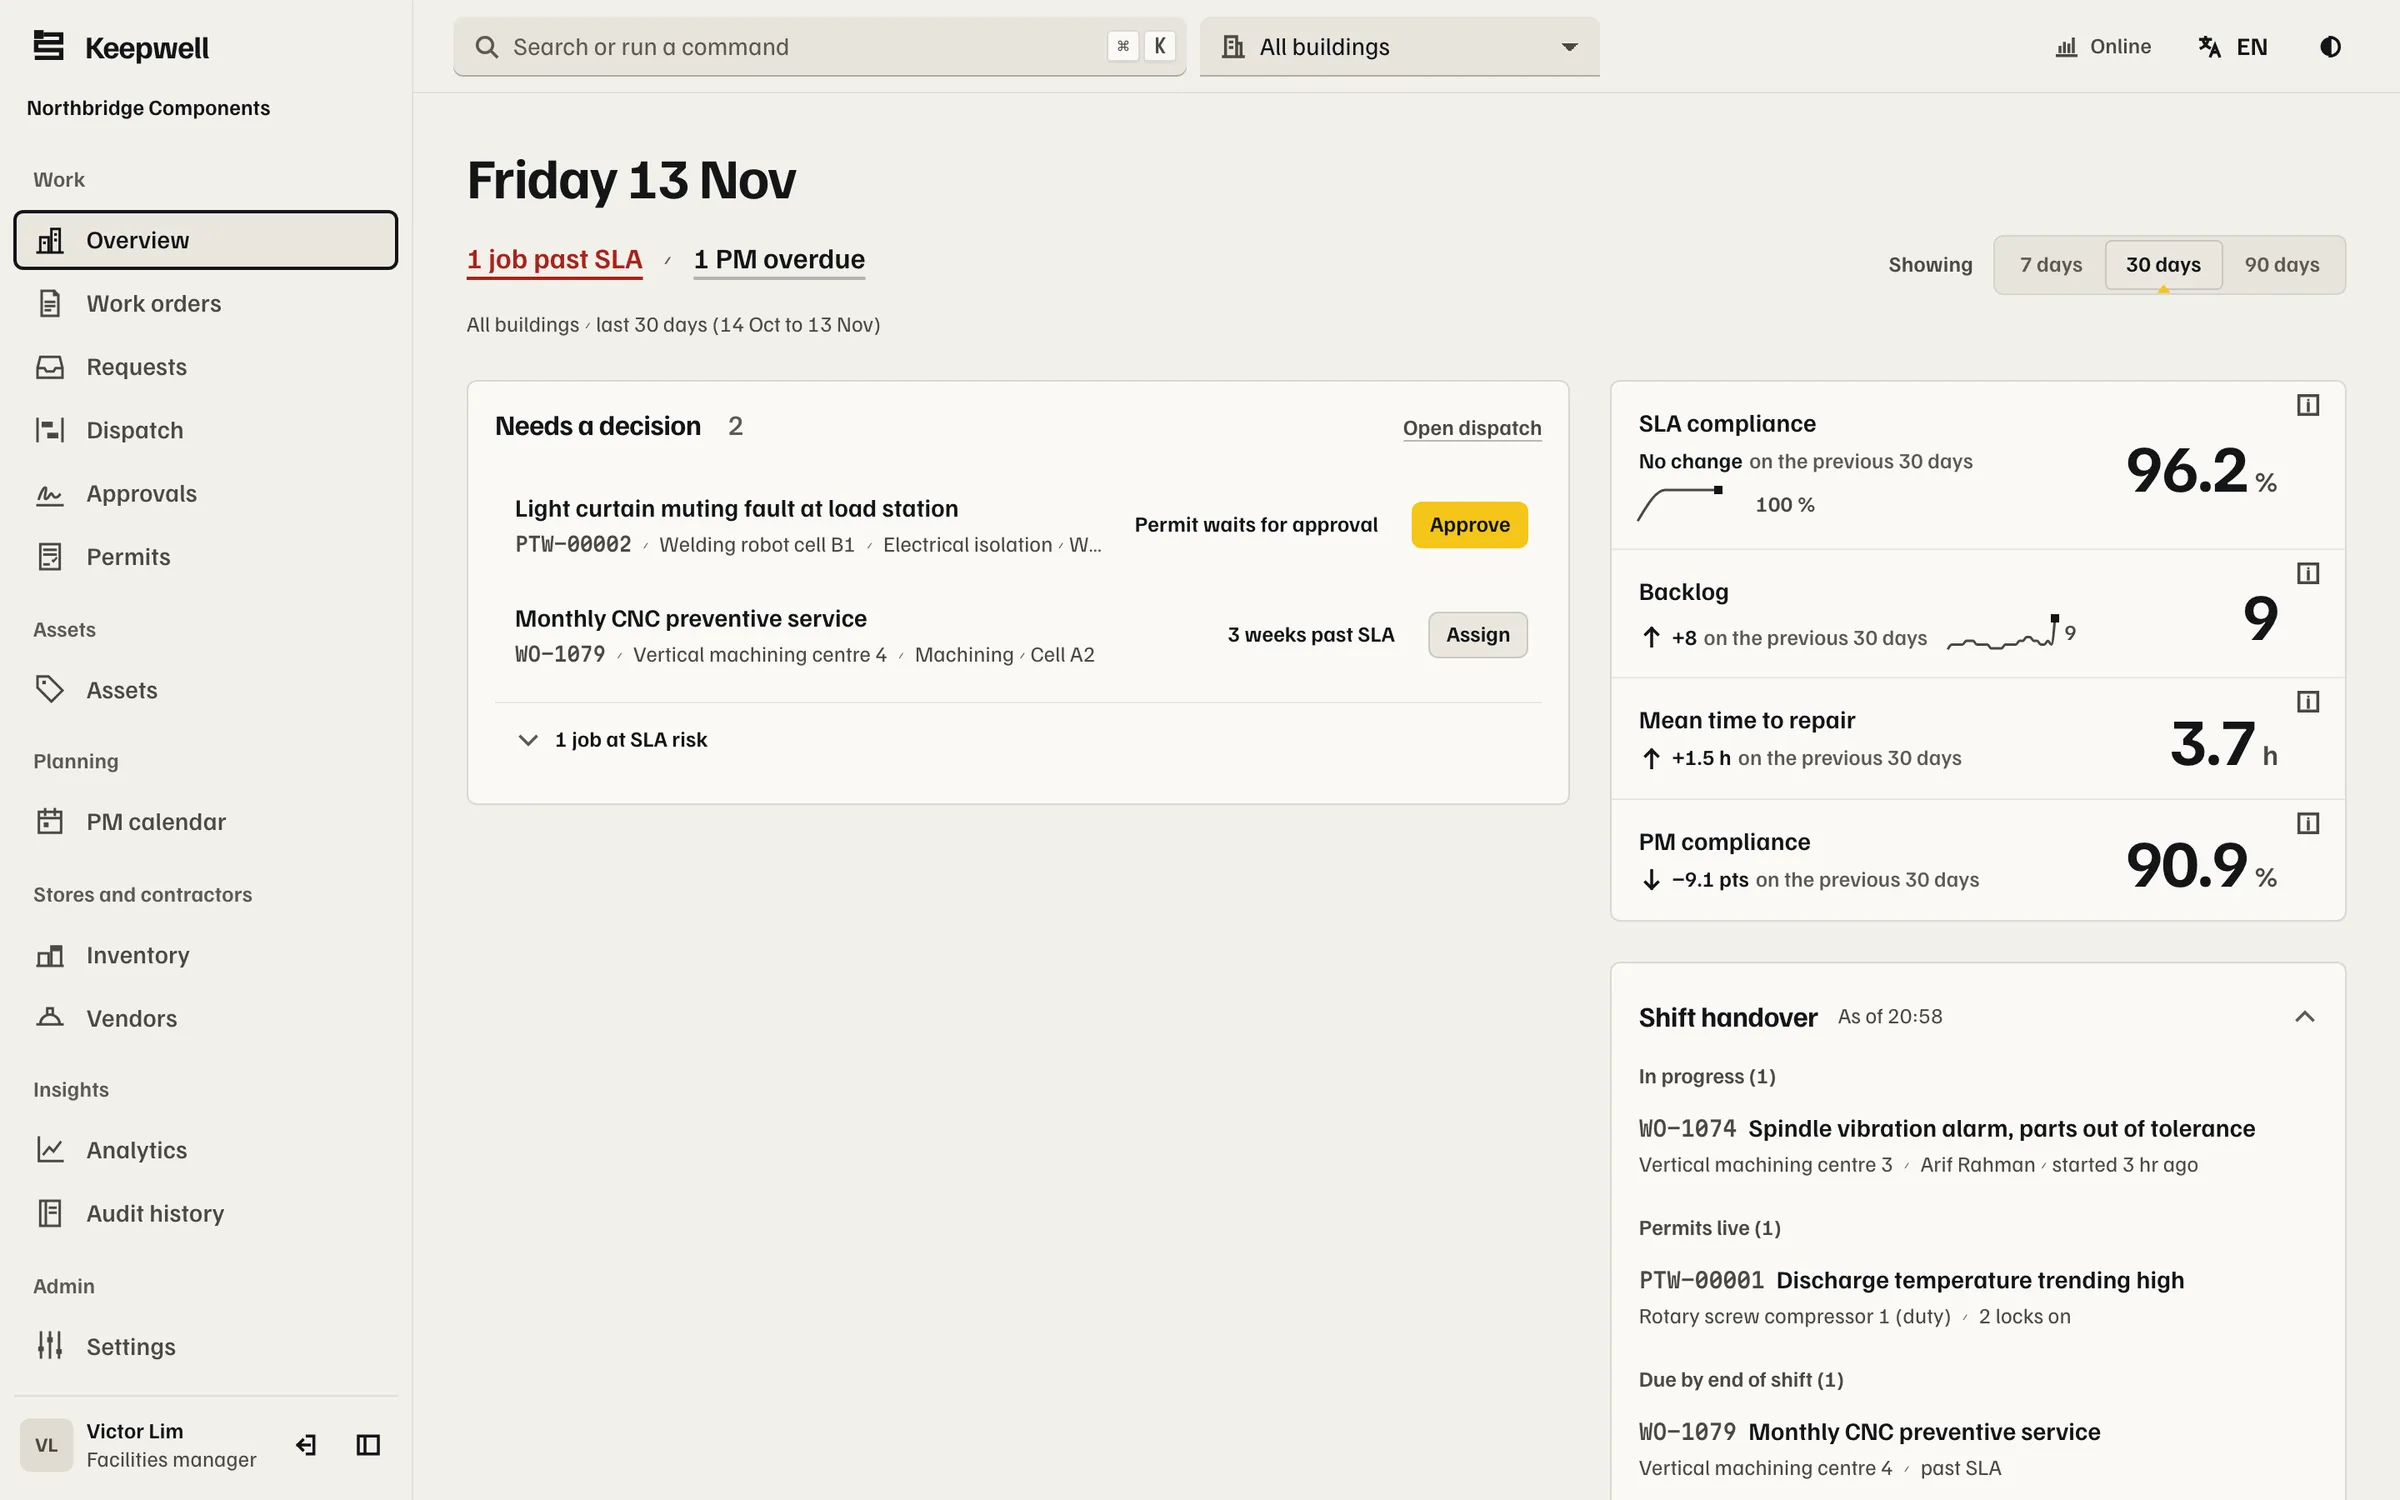 Keepwell
Northbridge Components
Work
Overview
Work orders
Requests
Dispatch
Approvals
Permits
Assets
Assets
Planning
PM calendar
Stores and contractors
Inventory
Vendors
Insights
Analytics
Audit history
Admin
Settings
VL
Victor Lim
Facilities manager
Search or run a command
⌘ K
All buildings
Online
EN
Friday 13 Nov
1 job past SLA ⁄ 1 PM overdue
All buildings ⁄ last 30 days (14 Oct to 13 Nov)
Showing
7 days
30 days
90 days
Needs a decision 2
Open dispatch
Light curtain muting fault at load station
PTW-00002 ⁄ Welding robot cell B1 ⁄ Electrical isolation ⁄ W...
Permit waits for approval
Approve
Monthly CNC preventive service
WO-1079 ⁄ Vertical machining centre 4 ⁄ Machining ⁄ Cell A2
3 weeks past SLA
Assign
1 job at SLA risk
SLA compliance
No change on the previous 30 days
100 %
96.2 %
Backlog
+8 on the previous 30 days
9
9
Mean time to repair
+1.5 h on the previous 30 days
3.7 h
PM compliance
−9.1 pts on the previous 30 days
90.9 %
Shift handover As of 20:58
In progress (1)
WO-1074 Spindle vibration alarm, parts out of tolerance
Vertical machining centre 3 ⁄ Arif Rahman ⁄ started 3 hr ago
Permits live (1)
PTW-00001 Discharge temperature trending high
Rotary screw compressor 1 (duty) ⁄ 2 locks on
Due by end of shift (1)
WO-1079 Monthly CNC preventive service
Vertical machining centre 4 ⁄ past SLA